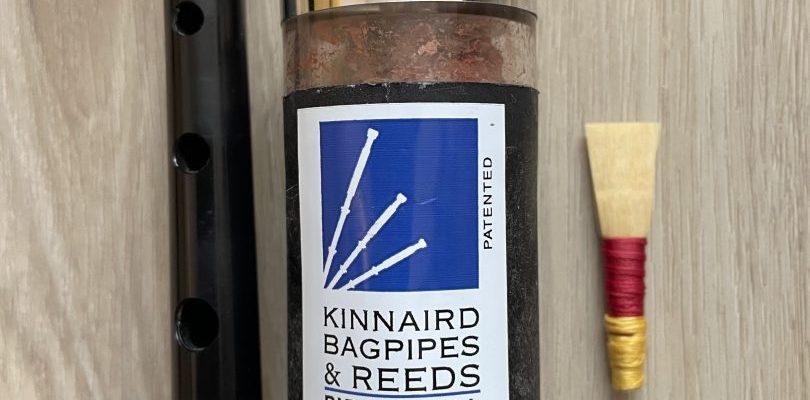 PATENTED
KINNAIRD
BAGPIPES
& REEDS